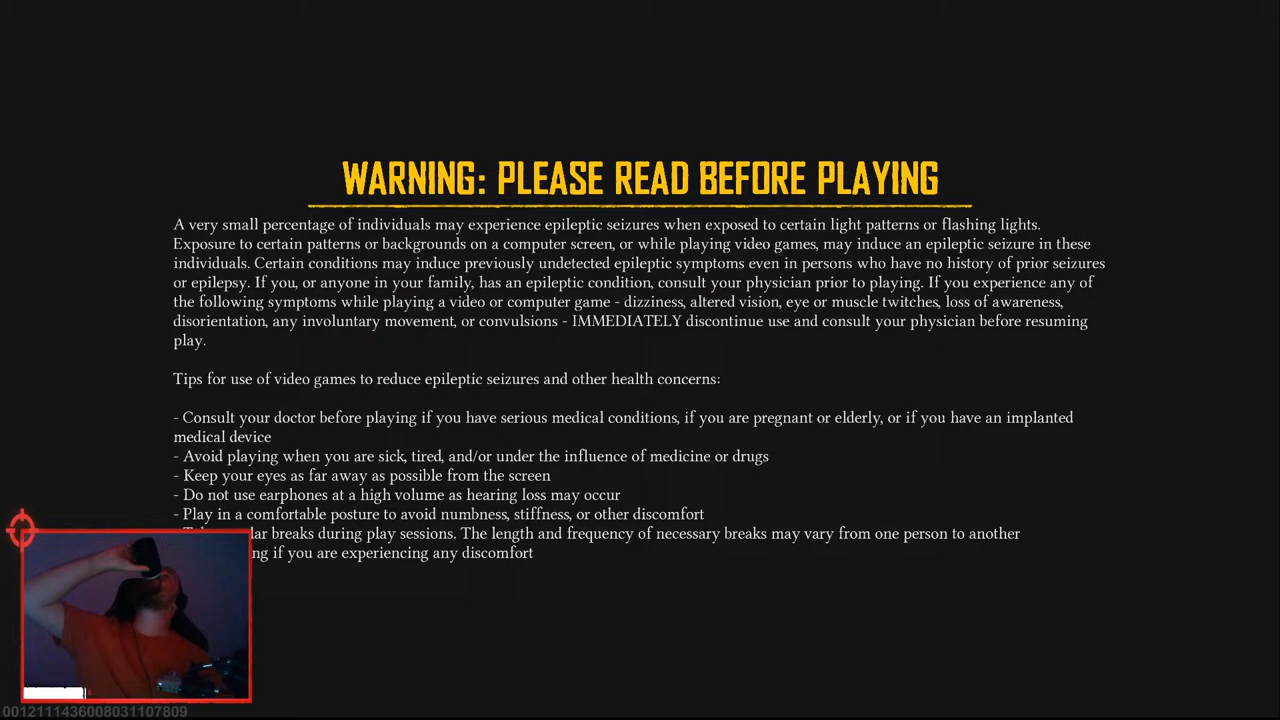 WARNING: PLEASE READ BEFORE PLAYING
A very small percentage of individuals may experience epileptic seizures when exposed to certain light patterns or flashing lights.
Exposure to certain patterns or backgrounds on a computer screen, or while playing video games, may induce an epileptic seizure in these
individuals. Certain conditions may induce previously undetected epileptic symptoms even in persons who have no history of prior seizures
or epilepsy. If you, or anyone in your family, has an epileptic condition, consult your physician prior to playing. If you experience any of
the following symptoms while playing a video or computer game - dizziness, altered vision, eye or muscle twitches, loss of awareness,
disorientation, any involuntary movement, or convulsions - IMMEDIATELY discontinue use and consult your physician before resuming
play.
Tips for use of video games to reduce epileptic seizures and other health concerns:
- Consult your doctor before playing if you have serious medical conditions, if you are pregnant or elderly, or if you have an implanted
medical device
- Avoid playing when you are sick, tired, and/or under the influence of medicine or drugs
- Keep your eyes as far away as possible from the screen
- Do not use earphones at a high volume as hearing loss may occur
- Play in a comfortable posture to avoid numbness, stiffness, or other discomfort
breaks during play sessions. The length and frequency of necessary breaks may vary from one person to another
if you are experiencing any discomfort
0012111436008031107809